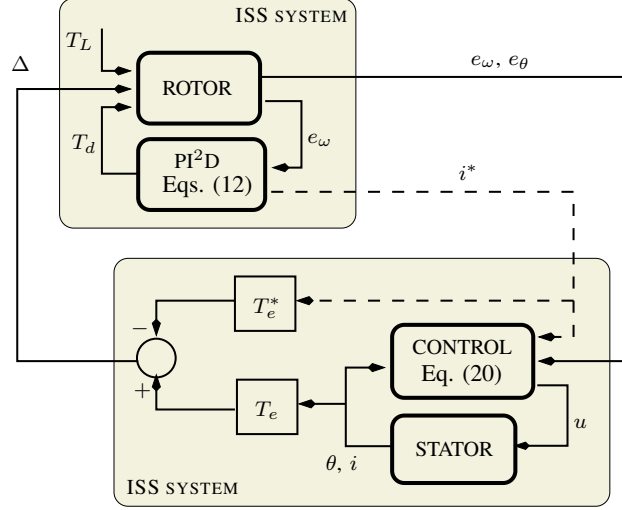 ISS SYSTEM
T_L
Δ
ROTOR
e_ω, e_θ
T_d
e_ω
PI²D
Eqs. (12)
i*
T_e*
−
CONTROL
Eq. (20)
+
T_e
u
STATOR
θ, i
ISS SYSTEM